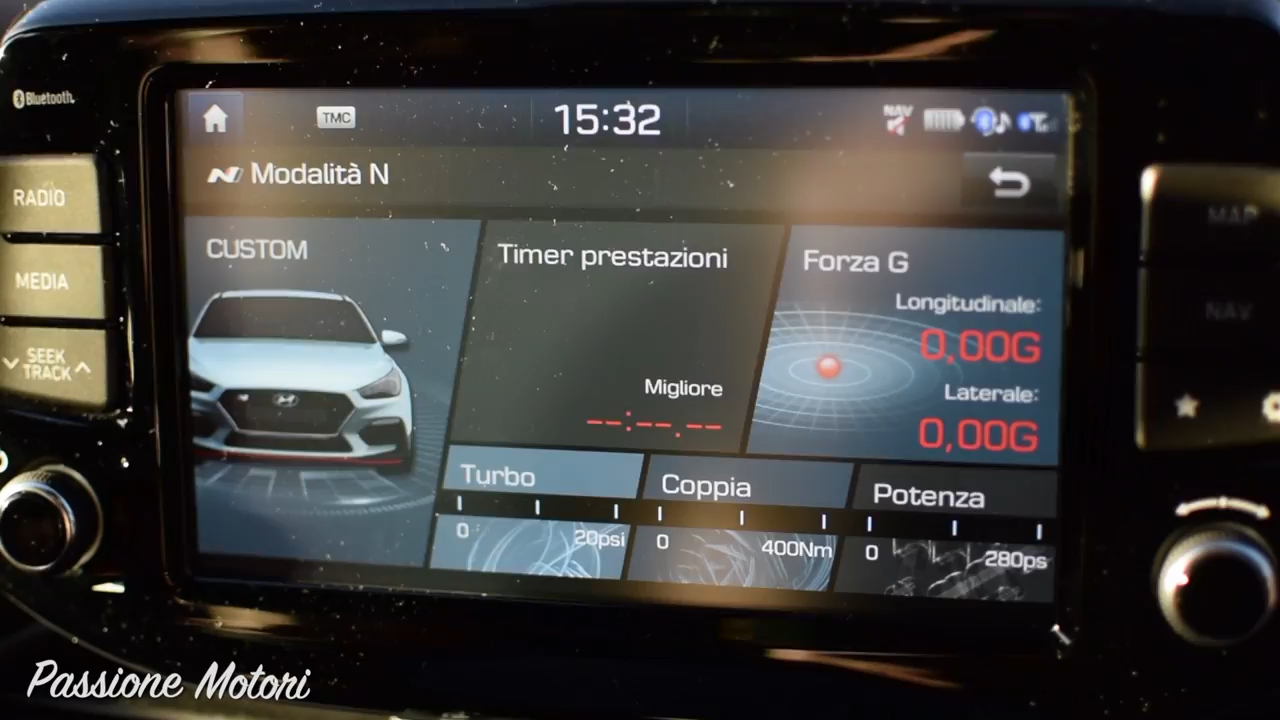 Bluetooth
TMC
15:32
NAV
N Modalità N
RADIO
MEDIA
SEEK
TRACK
MAP
NAV
CUSTOM
Timer prestazioni
Migliore
--:--.--
Forza G
Longitudinale:
0,00G
Laterale:
0,00G
Turbo
0 20psi
Coppia
0 400Nm
Potenza
0 280ps
Passione Motori